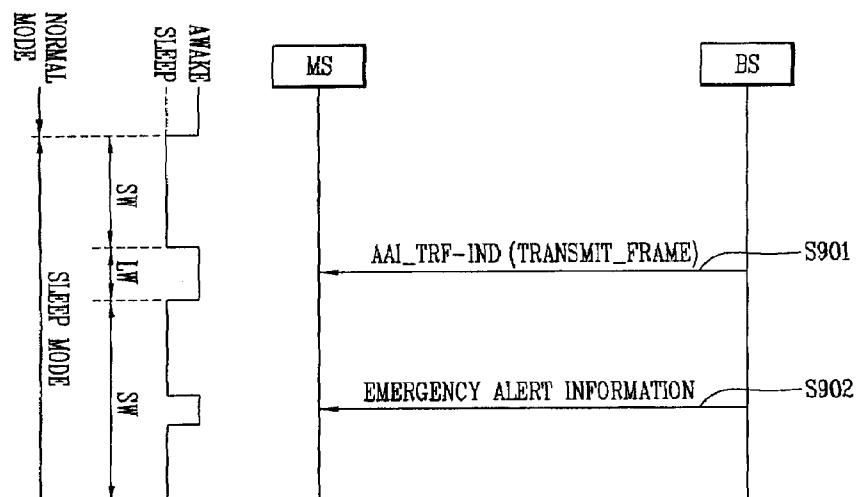 NORMAL
MODE
AWAKE
SLEEP
MS
BS
SW
LW
SLEEP MODE
SW
AAI_TRF-IND (TRANSMIT_FRAME)
S901
EMERGENCY ALERT INFORMATION
S902